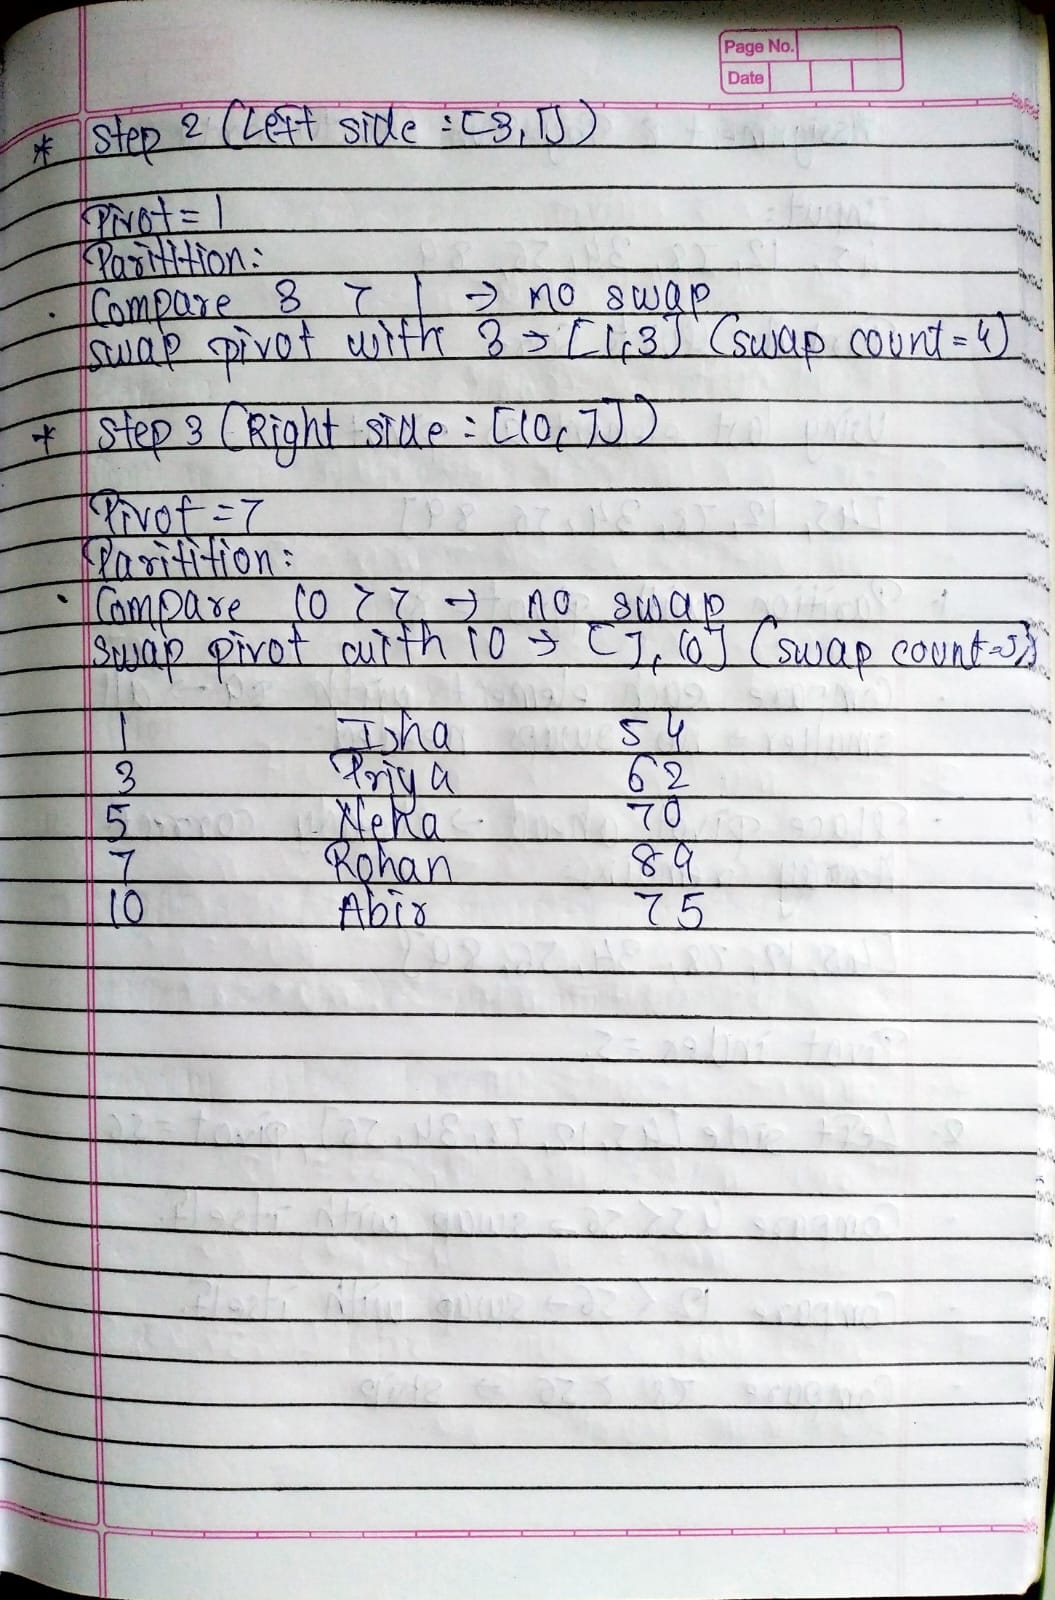 Page No.
Date
* Step 2 (Left side : [3, 1])
Pivot = 1
Paritition:
. Compare 3 > 1 → no swap
swap pivot with 3 → [1, 3] (swap count = 4)
* Step 3 (Right side : [10, 7])
Pivot = 7
Paritition:
. Compare 10 > 7 → no swap
swap pivot with 10 → [7, 10] (swap count = 5)
1 Isha 54
3 Priya 62
5 Neha 70
7 Rohan 89
10 Abir 75